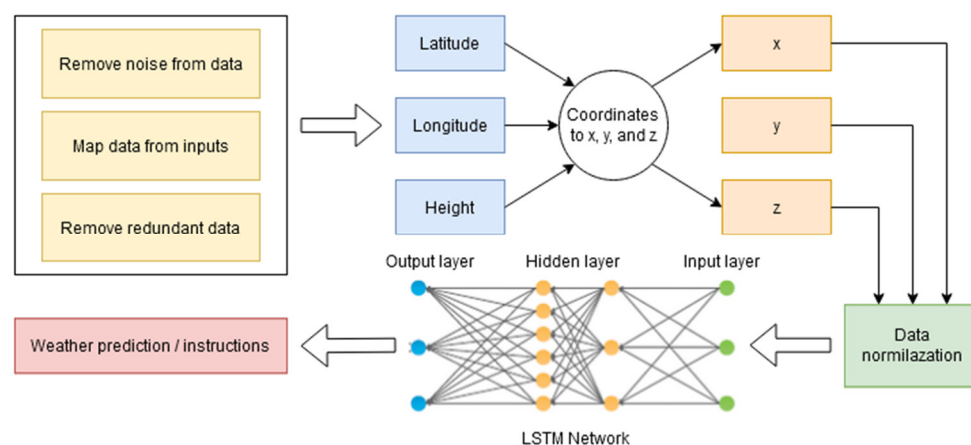 Remove noise from data
Map data from inputs
Remove redundant data
Latitude
Longitude
Height
Coordinates
to x, y, and z
x
y
z
Output layer
Hidden layer
Input layer
Data
normilazation
Weather prediction / instructions
LSTM Network